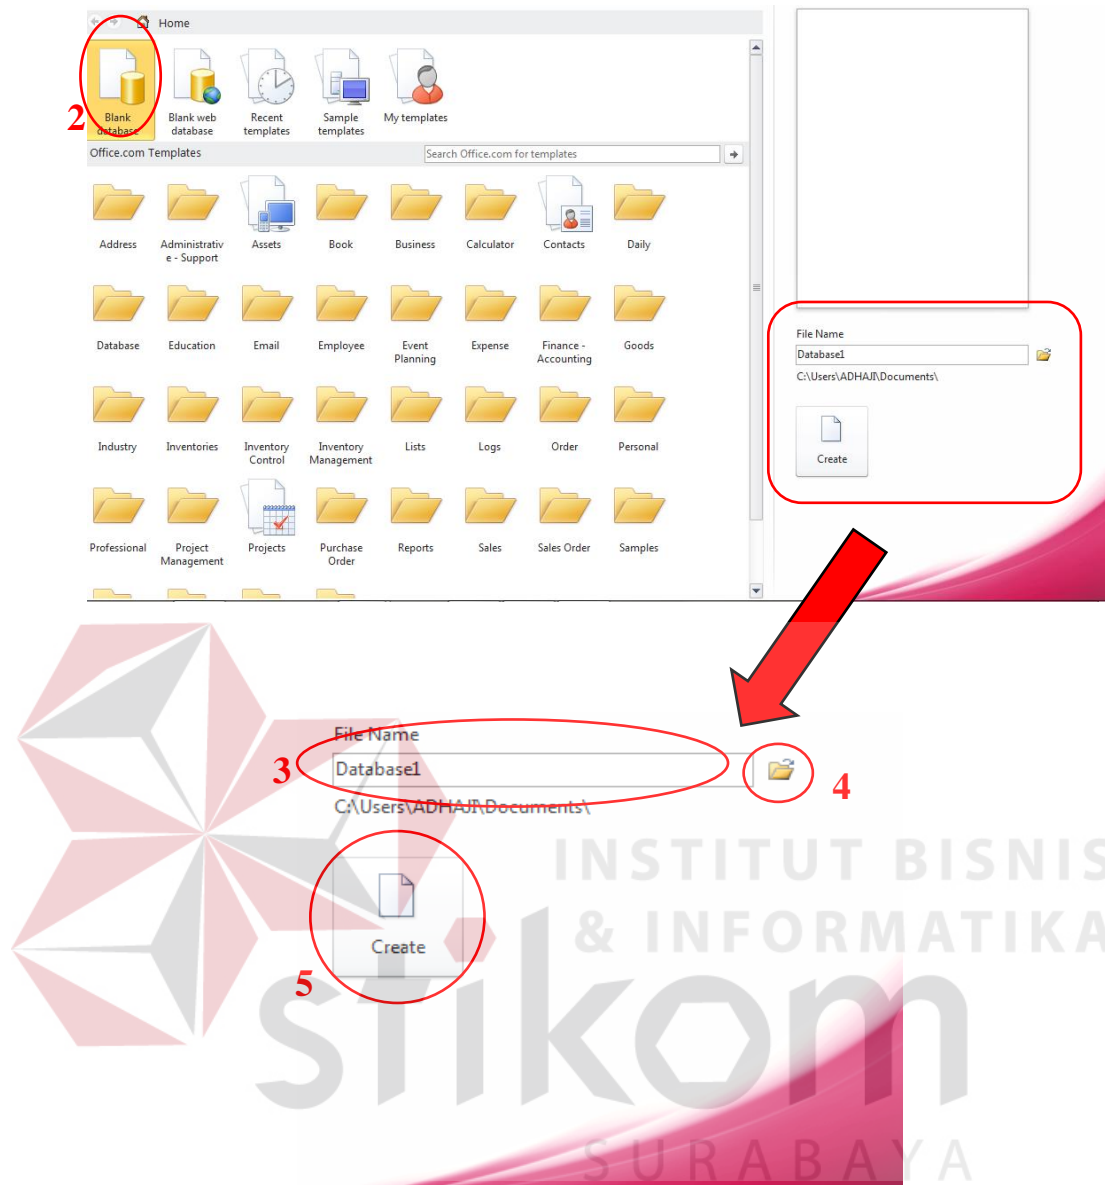 Home
2
Blank
database
Blank web
database
Recent
templates
Sample
templates
My templates
Office.com Templates
Search Office.com for templates
Address
Administrativ
e - Support
Assets
Book
Business
Calculator
Contacts
Daily
Database
Education
Email
Employee
Event
Planning
Expense
Finance -
Accounting
Goods
Industry
Inventories
Inventory
Control
Inventory
Management
Lists
Logs
Order
Personal
Professional
Project
Management
Projects
Purchase
Order
Reports
Sales
Sales Order
Samples
File Name
Database1
C:\Users\ADHAJI\Documents\
Create
File Name
3
Database1
4
C:\Users\ADHAJI\Documents\
Create
5
INSTITUT BISNIS
& INFORMATIKA
stikom
SURABAYA